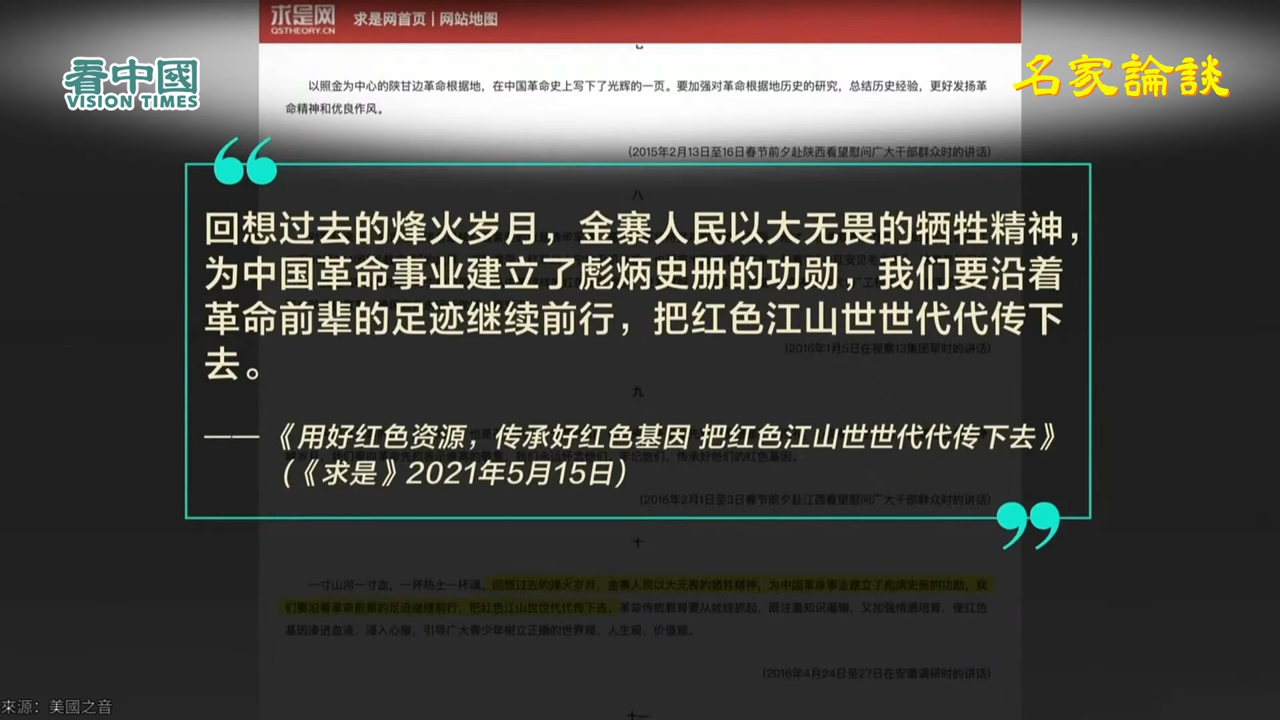 求是网
QSTHEORY.CN
求是网首页 | 网站地图
看中國
VISION TIMES
名家論談
以照金为中心的陕甘边革命根据地，在中国革命史上写下了光辉的一页。要加强对革命根据地历史的研究，总结历史经验，更好发扬革
命精神和优良作风。
(2015年2月13日至16日春节前夕赴陕西看望慰问广大干部群众时的讲话)
八
回想过去的烽火岁月，金寨人民以大无畏的牺牲精神，
为中国革命事业建立了彪炳史册的功勋，我们要沿着
革命前辈的足迹继续前行，把红色江山世世代代传下
去。
(2016年1月5日在视察13集团军时的讲话)
九
——《用好红色资源，传承好红色基因 把红色江山世世代代传下去》
(《求是》2021年5月15日)
(2016年2月1日至3日春节前夕赴江西看望慰问广大干部群众时的讲话)
十
一寸山河一寸血，一抔热土一抔魂。回想过去的烽火岁月，金寨人民以大无畏的牺牲精神，为中国革命事业建立了彪炳史册的功勋，我
们要沿着革命前辈的足迹继续前行，把红色江山世世代代传下去。革命传统教育要从娃娃抓起，既注重知识灌输，又加强情感培育，使红色
基因渗进血液、浸入心扉，引导广大青少年树立正确的世界观、人生观、价值观。
(2016年4月24日至27日在安徽调研时的讲话)
十一
來源：美國之音